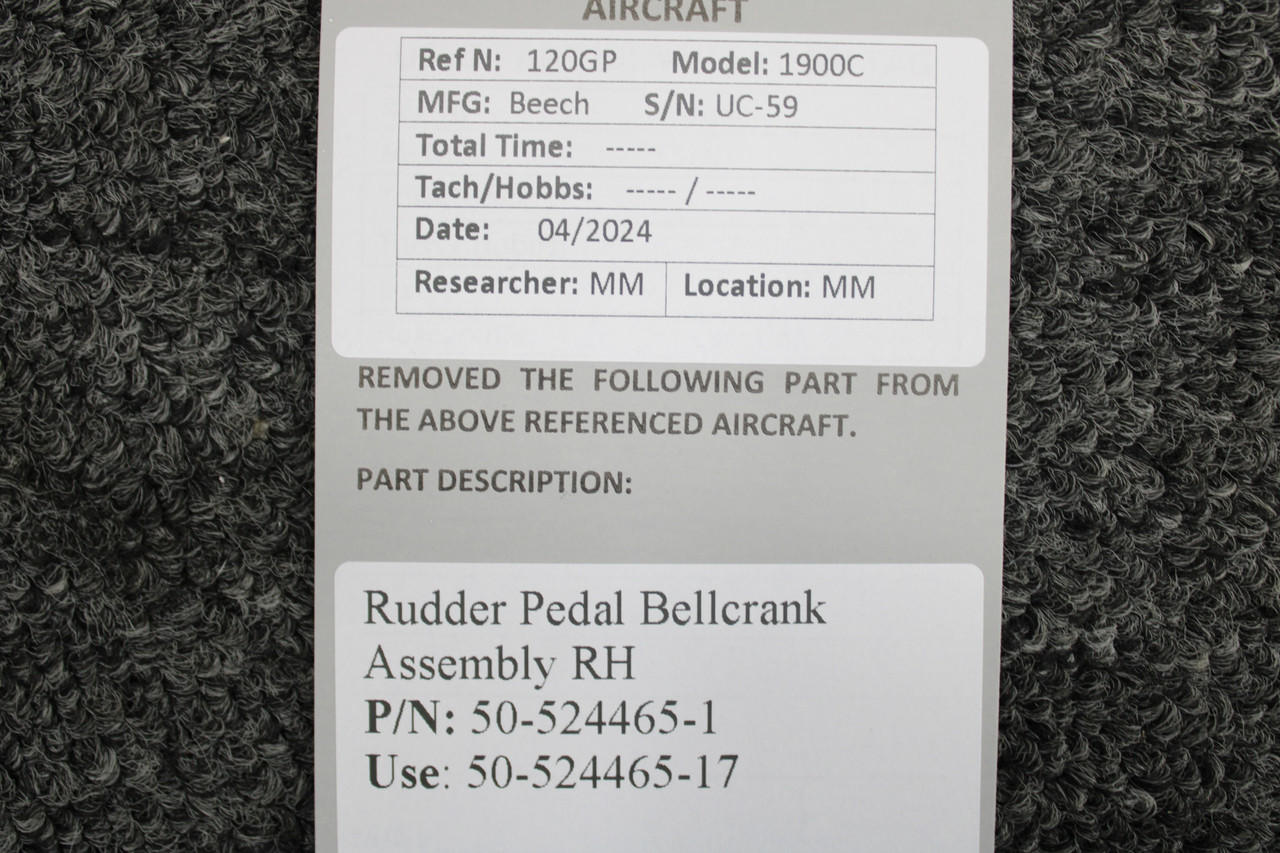 AIRCRAFT
Ref N: 120GP Model: 1900C
MFG: Beech S/N: UC-59
Total Time: -----
Tach/Hobbs: ----- / -----
Date: 04/2024
Researcher: MM Location: MM
REMOVED THE FOLLOWING PART FROM
THE ABOVE REFERENCED AIRCRAFT.
PART DESCRIPTION:
Rudder Pedal Bellcrank
Assembly RH
P/N: 50-524465-1
Use: 50-524465-17